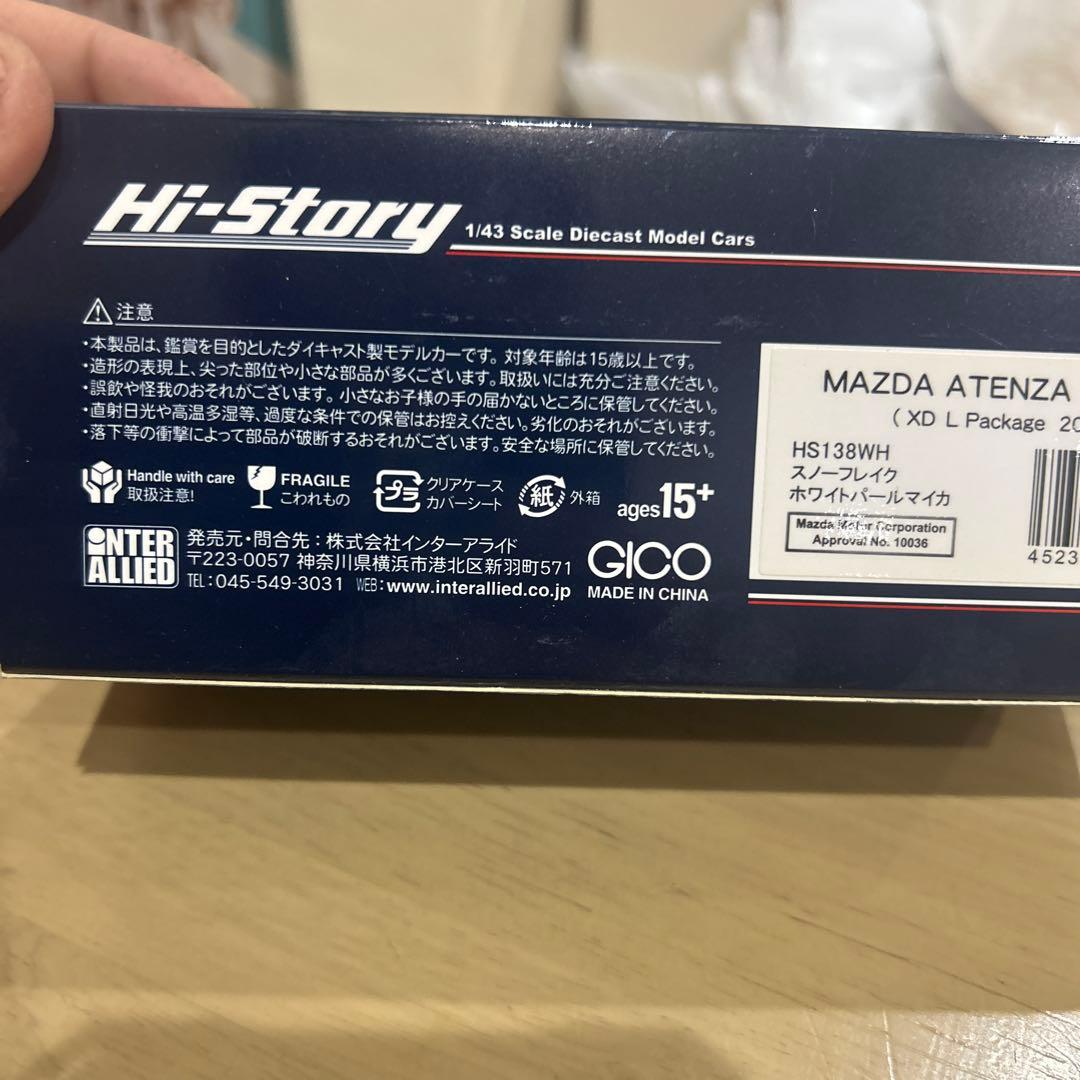 Hi-Story
1/43 Scale Diecast Model Cars
注意
・本製品は、鑑賞を目的としたダイキャスト製モデルカーです。対象年齢は15歳以上です。
・造形の表現上、尖った部位や小さな部品が多くございます。取扱いには充分ご注意ください。
・誤飲や怪我のおそれがございます。小さなお子様の手の届かないところに保管してください。
・直射日光や高温多湿等、過度な条件での保管はお控えください。劣化のおそれがございます。
・落下等の衝撃によって部品が破断するおそれがございます。安全な場所に保管してください。
Handle with care
取扱注意!
FRAGILE
こわれもの
プラ
クリアケース
カバーシート
紙
外箱
ages15+
INTER
ALLIED
発売元・問合先：株式会社インターアライド
〒223-0057 神奈川県横浜市港北区新羽町571
TEL:045-549-3031 WEB:www.interallied.co.jp
GICO
MADE IN CHINA
MAZDA ATENZA
( XD L Package 20
HS138WH
スノーフレイク
ホワイトパールマイカ
Mazda Motor Corporation
Approval No. 10036
4523